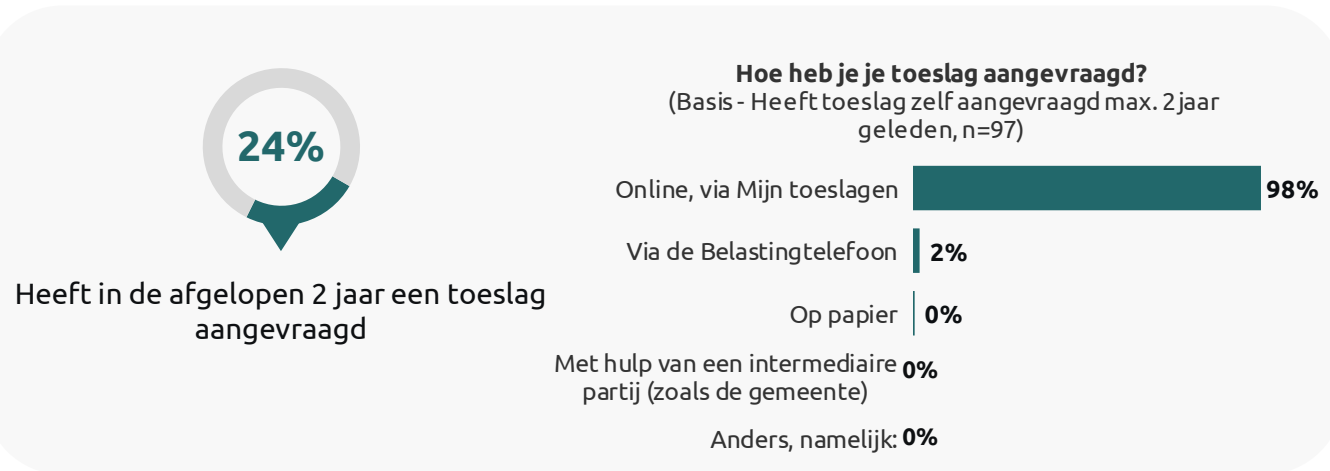 24%
Heeft in de afgelopen 2 jaar een toeslag
aangevraagd
Hoe heb je je toeslag aangevraagd?
(Basis - Heeft toeslag zelf aangevraagd max. 2 jaar
geleden, n=97)
Online, via Mijn toeslagen 98%
Via de Belastingtelefoon 2%
Op papier 0%
Met hulp van een intermediaire
partij (zoals de gemeente) 0%
Anders, namelijk: 0%